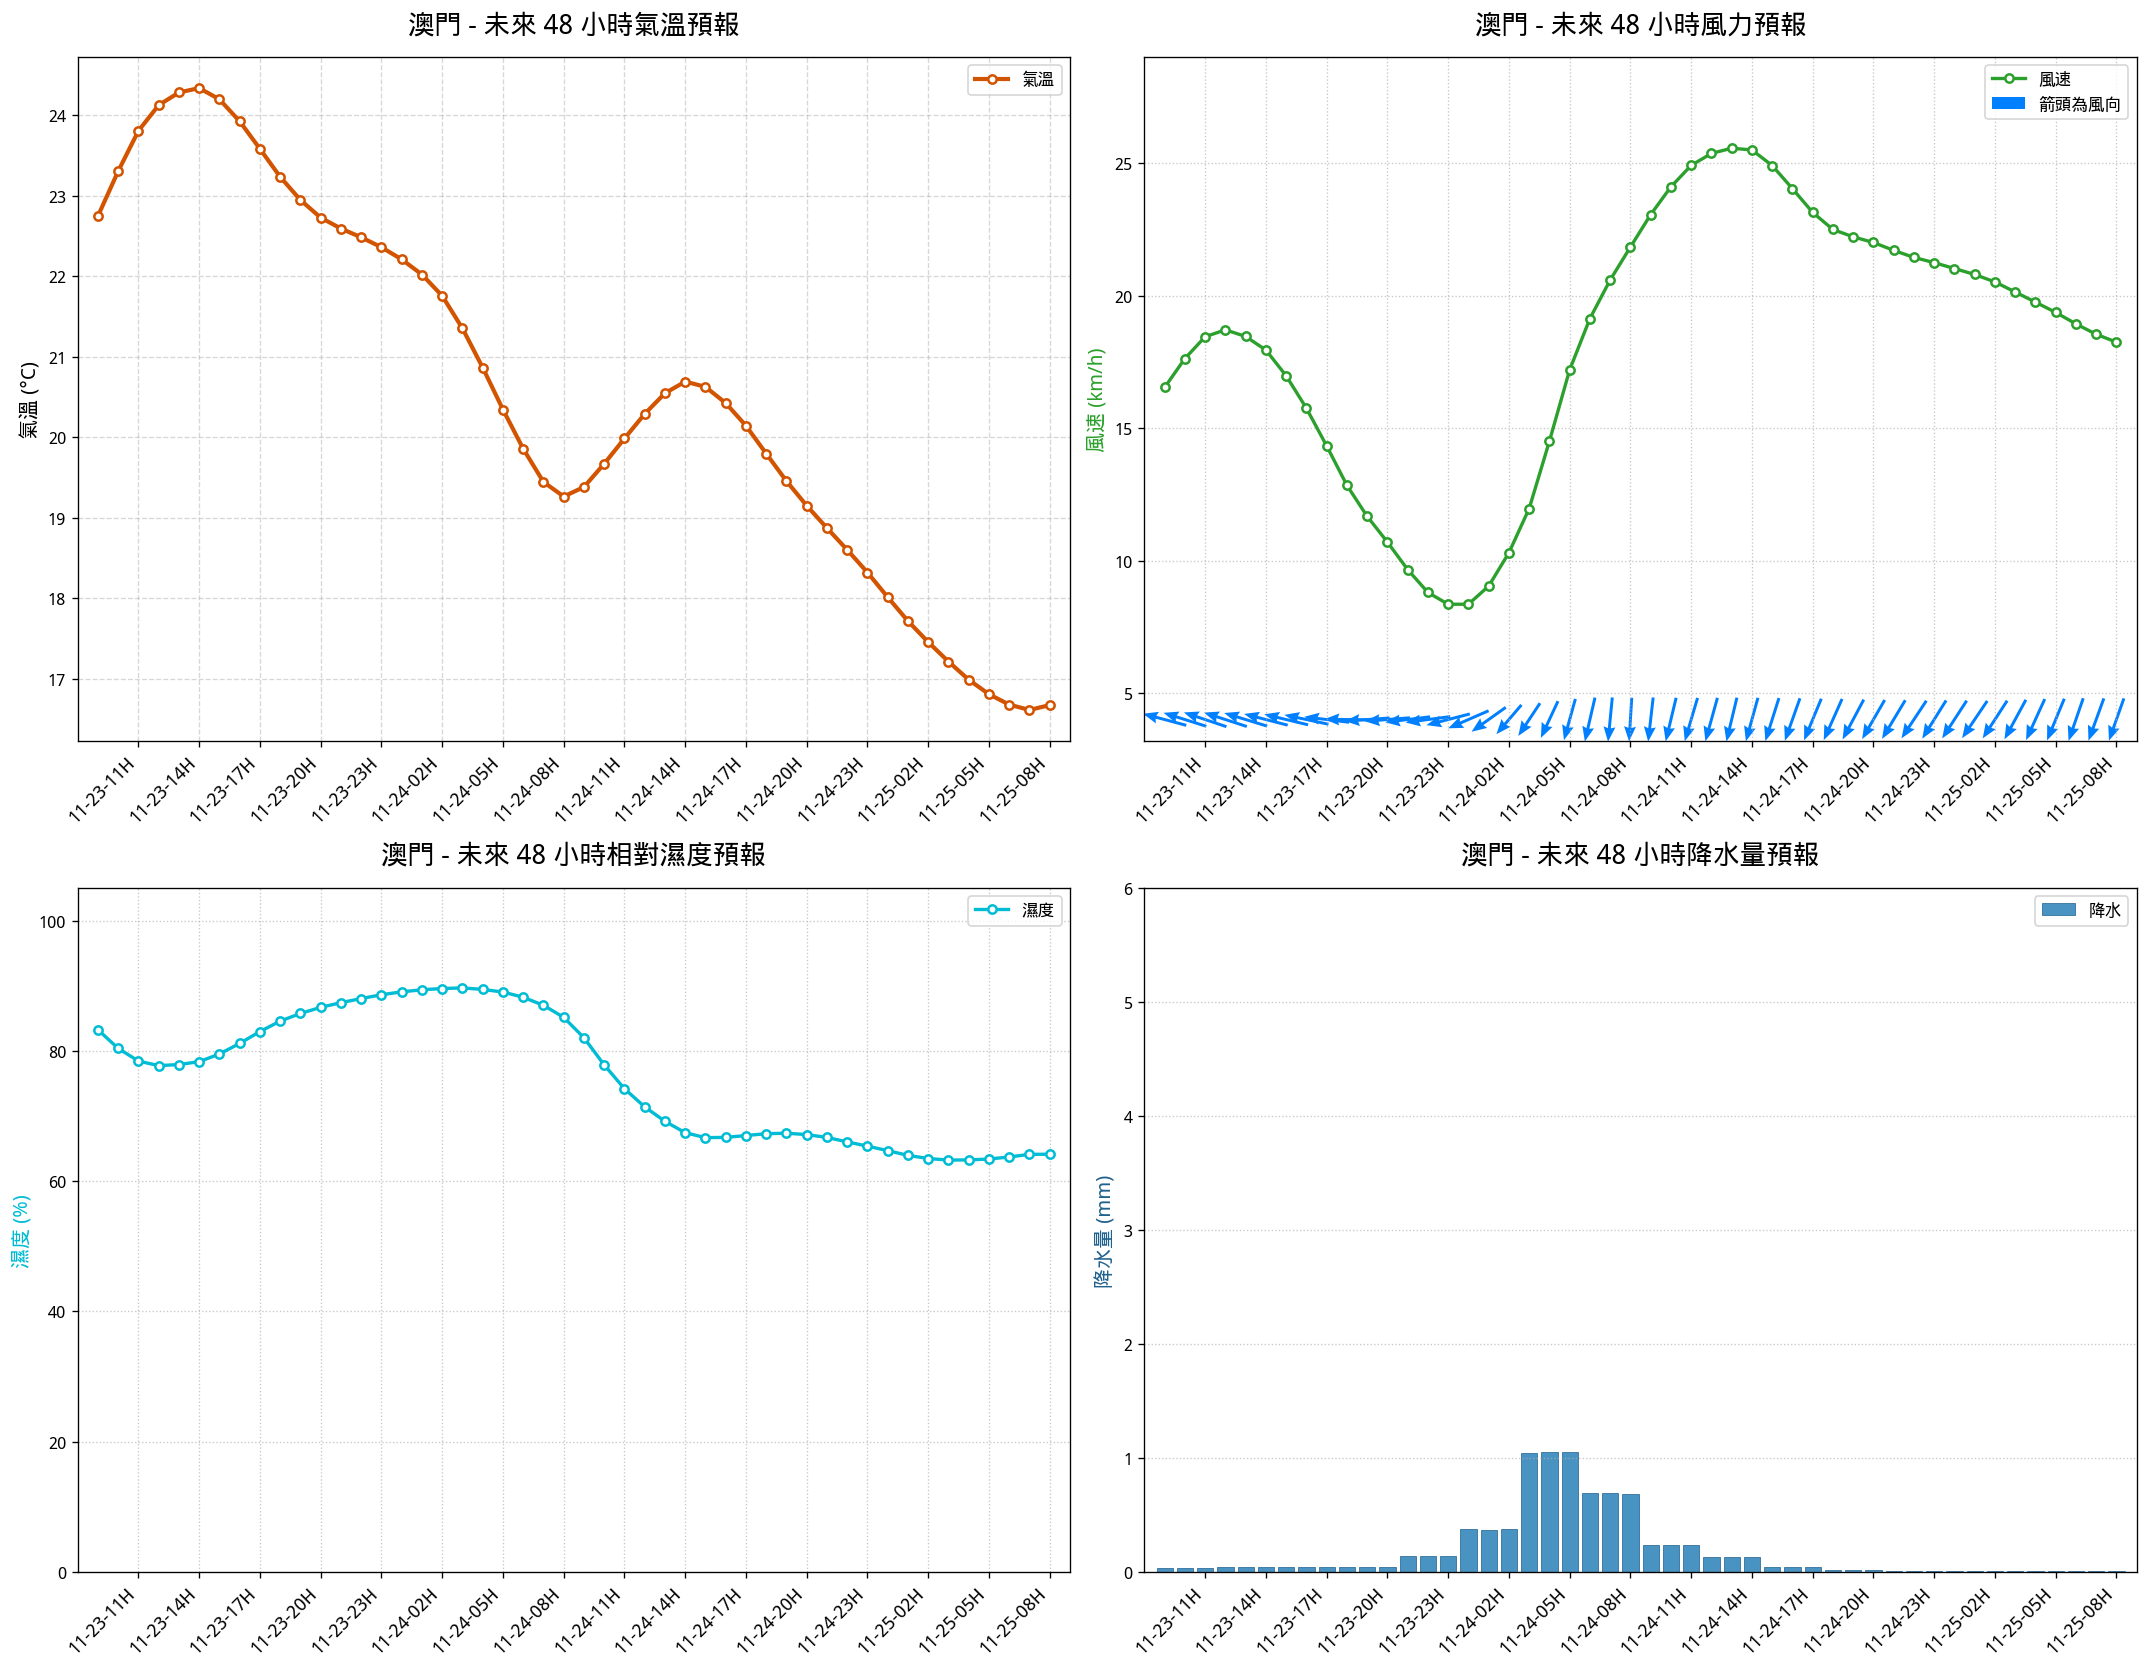 澳門 - 未來 48 小時氣溫預報
氣溫
24
23
22
21
20
19
18
17
氣溫 (°C)
11-23-11H
11-23-14H
11-23-17H
11-23-20H
11-23-23H
11-24-02H
11-24-05H
11-24-08H
11-24-11H
11-24-14H
11-24-17H
11-24-20H
11-24-23H
11-25-02H
11-25-05H
11-25-08H
澳門 - 未來 48 小時風力預報
風速
箭頭為風向
25
20
15
10
5
風速 (km/h)
11-23-11H
11-23-14H
11-23-17H
11-23-20H
11-23-23H
11-24-02H
11-24-05H
11-24-08H
11-24-11H
11-24-14H
11-24-17H
11-24-20H
11-24-23H
11-25-02H
11-25-05H
11-25-08H
澳門 - 未來 48 小時相對濕度預報
濕度
100
80
60
40
20
0
濕度 (%)
11-23-11H
11-23-14H
11-23-17H
11-23-20H
11-23-23H
11-24-02H
11-24-05H
11-24-08H
11-24-11H
11-24-14H
11-24-17H
11-24-20H
11-24-23H
11-25-02H
11-25-05H
11-25-08H
澳門 - 未來 48 小時降水量預報
降水
6
5
4
3
2
1
0
降水量 (mm)
11-23-11H
11-23-14H
11-23-17H
11-23-20H
11-23-23H
11-24-02H
11-24-05H
11-24-08H
11-24-11H
11-24-14H
11-24-17H
11-24-20H
11-24-23H
11-25-02H
11-25-05H
11-25-08H